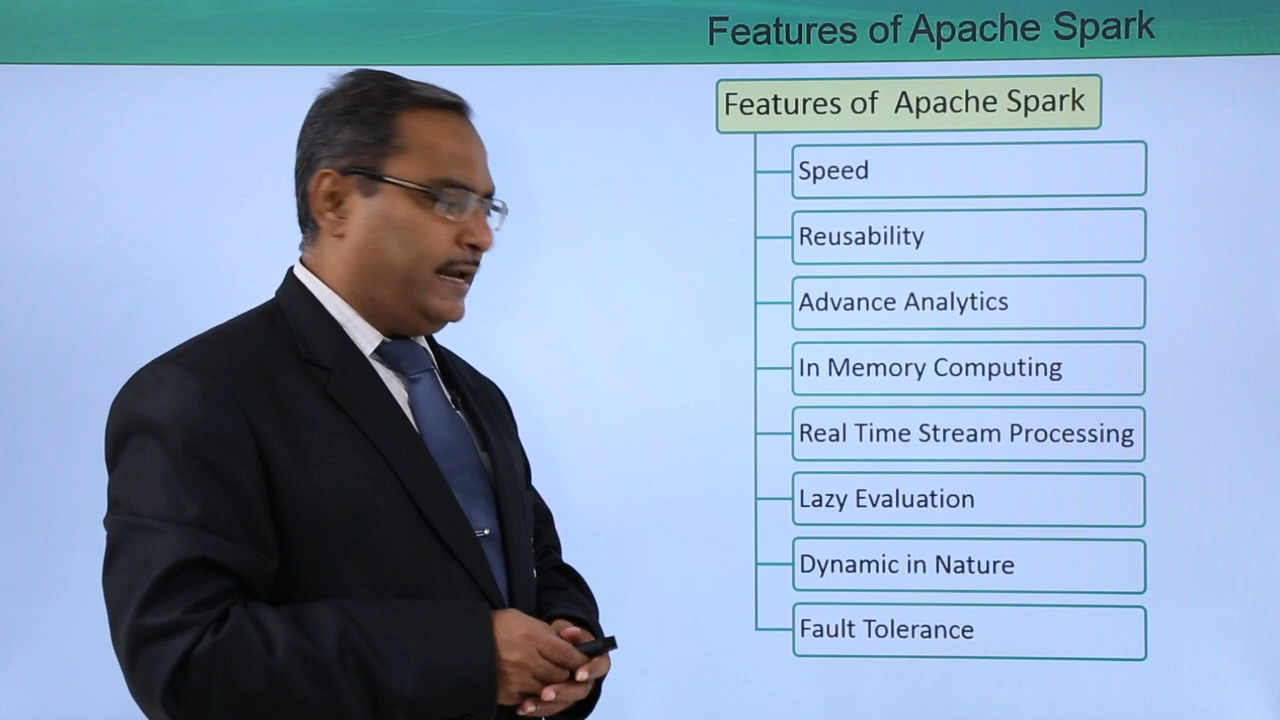 Features of Apache Spark
Features of Apache Spark
Speed
Reusability
Advance Analytics
In Memory Computing
Real Time Stream Processing
Lazy Evaluation
Dynamic in Nature
Fault Tolerance